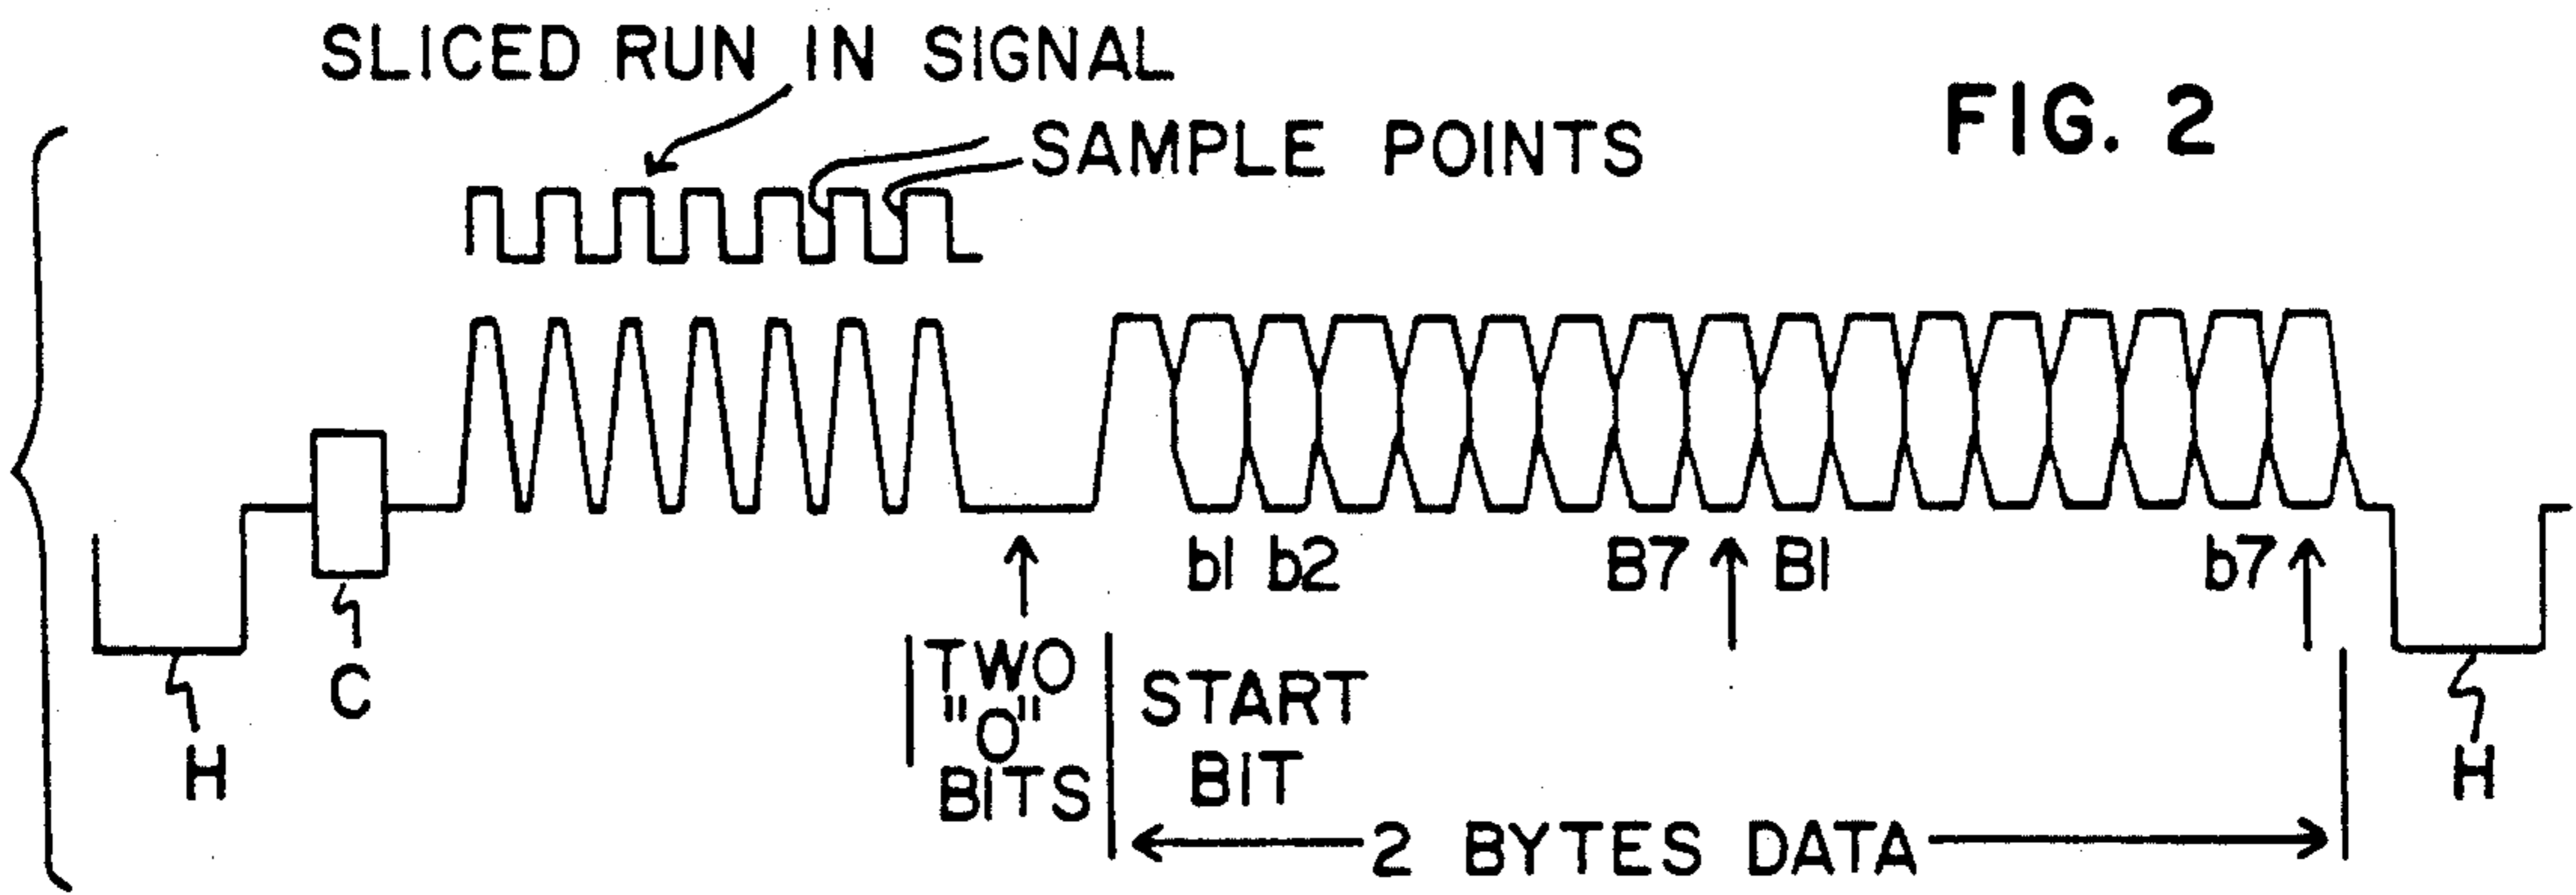 SLICED RUN IN SIGNAL
FIG. 2
SAMPLE POINTS
b1 b2 B7 B1 b7
C
H
TWO
"0"
BITS
START
BIT
H
2 BYTES DATA